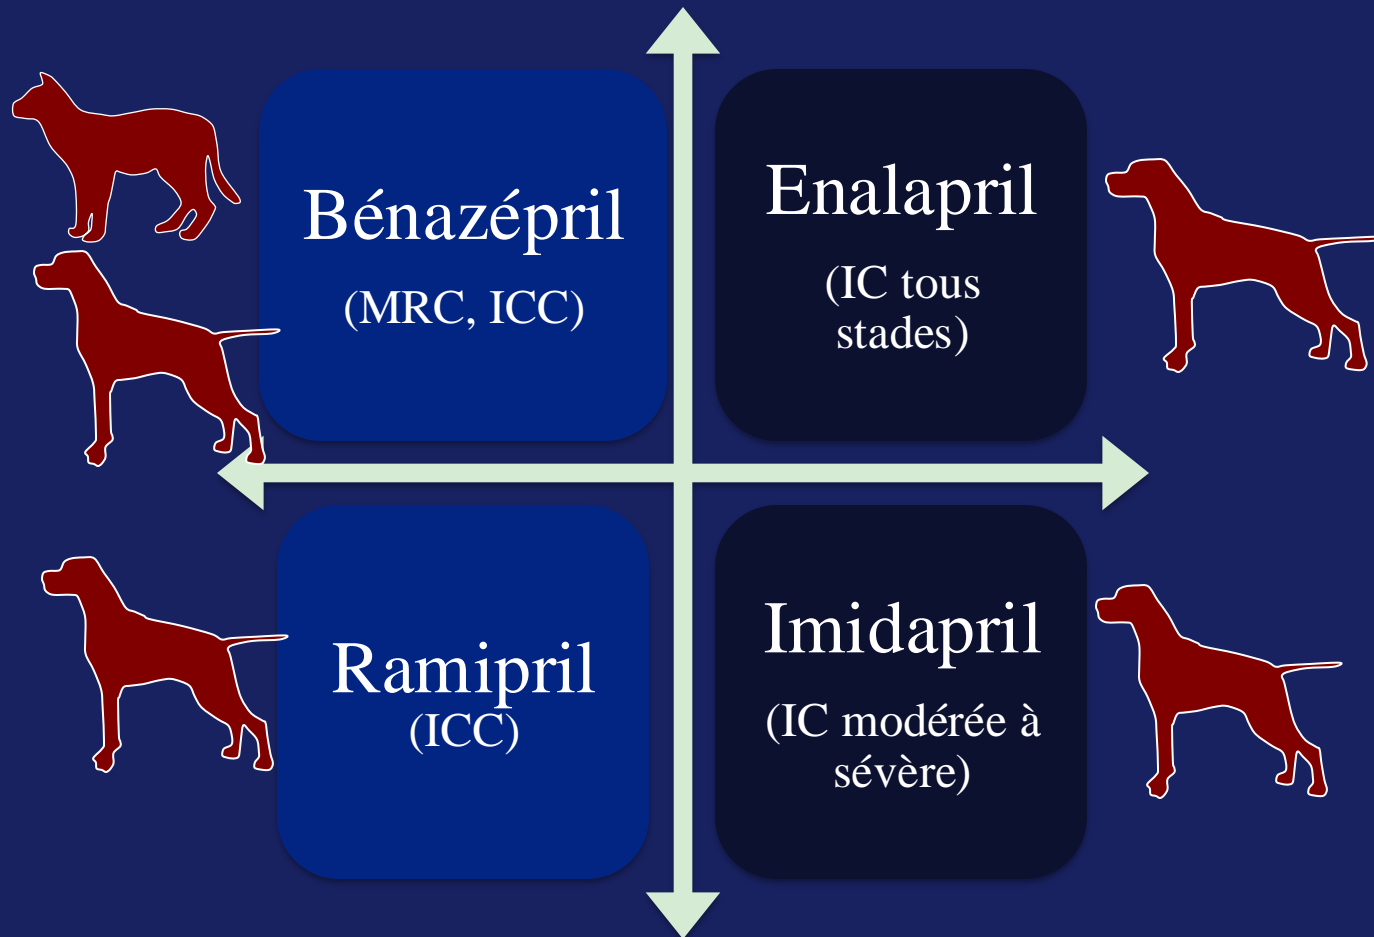 Bénazépril
(MRC, ICC)
Enalapril
(IC tous
stades)
Ramipril
(ICC)
Imidapril
(IC modérée à
sévère)